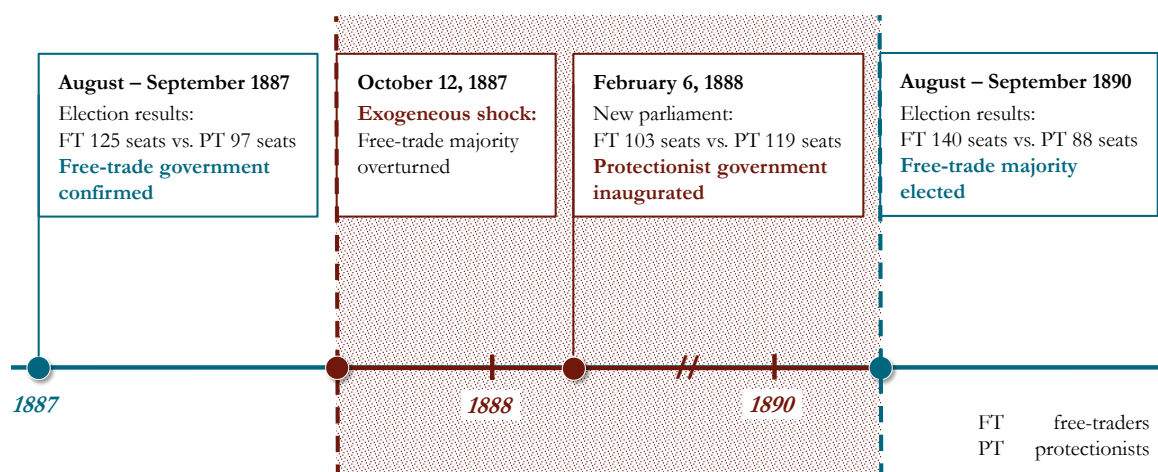 August – September 1887
Election results:
FT 125 seats vs. PT 97 seats
Free-trade government
confirmed
October 12, 1887
Exogeneous shock:
Free-trade majority
overturned
February 6, 1888
New parliament:
FT 103 seats vs. PT 119 seats
Protectionist government
inaugurated
August – September 1890
Election results:
FT 140 seats vs. PT 88 seats
Free-trade majority
elected
1887
1888
1890
FT free-traders
PT protectionists